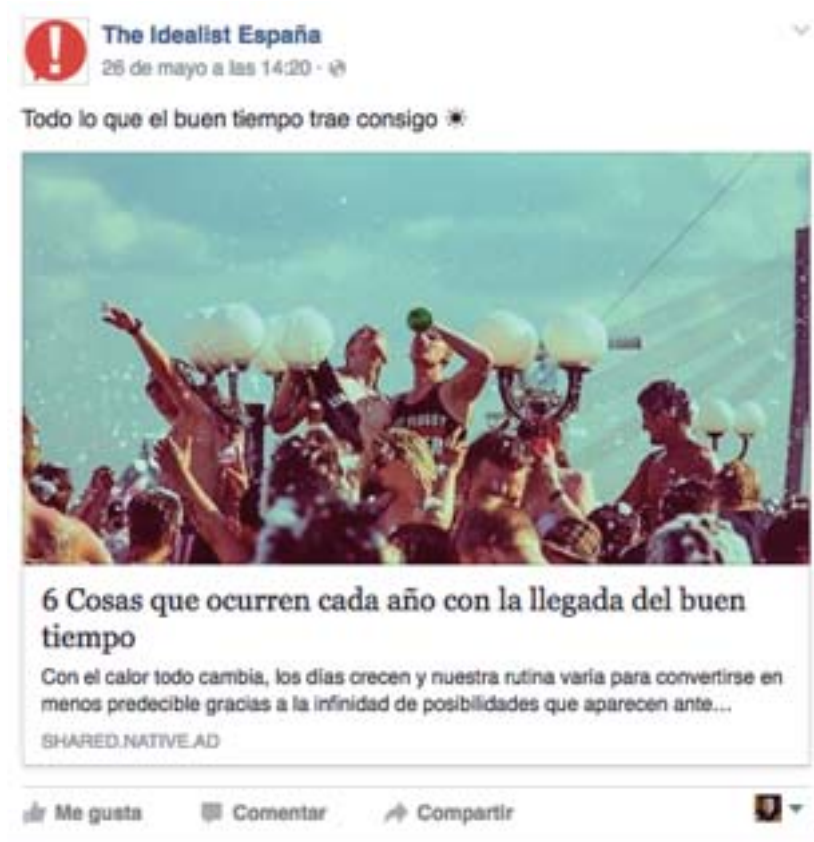 The Idealist España
26 de mayo a las 14:20 ·
Todo lo que el buen tiempo trae consigo ☀
6 Cosas que ocurren cada año con la llegada del buen
tiempo
Con el calor todo cambia, los días crecen y nuestra rutina varía para convertirse en
menos predecible gracias a la infinidad de posibilidades que aparecen ante...
SHARED.NATIVE.AD
Me gusta Comentar Compartir